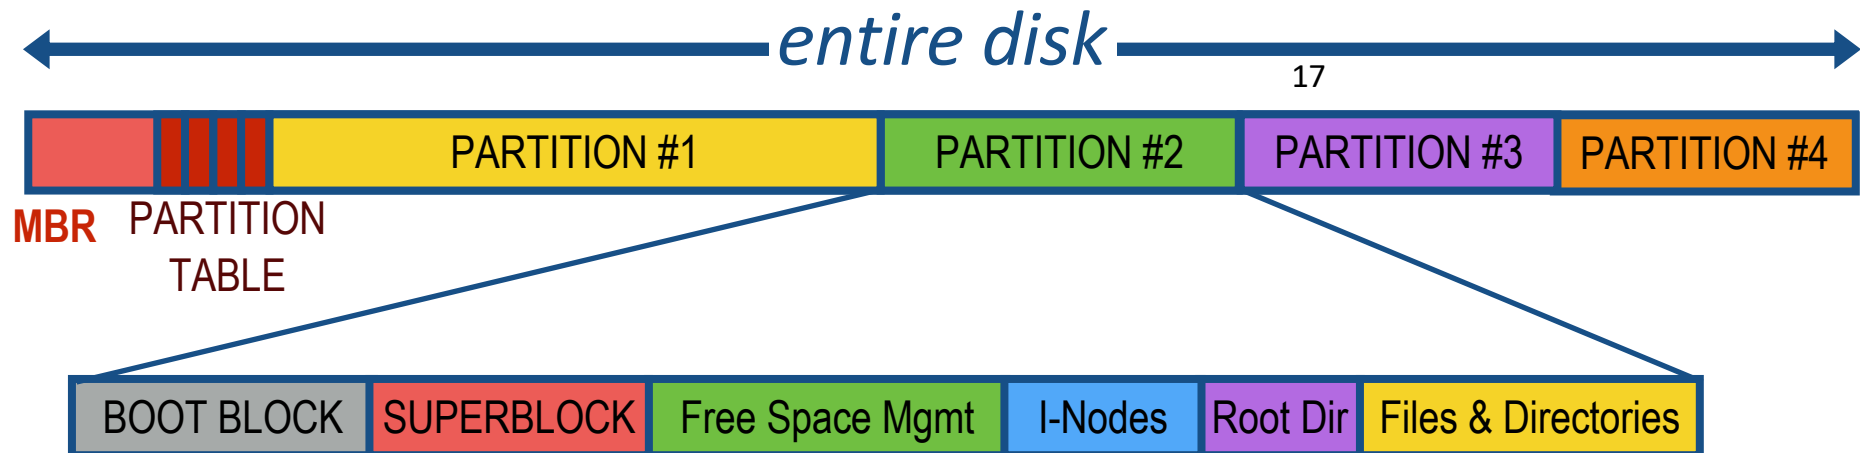 entire disk
17
PARTITION #1 PARTITION #2 PARTITION #3 PARTITION #4
MBR PARTITION
TABLE
BOOT BLOCK SUPERBLOCK Free Space Mgmt I-Nodes Root Dir Files & Directories